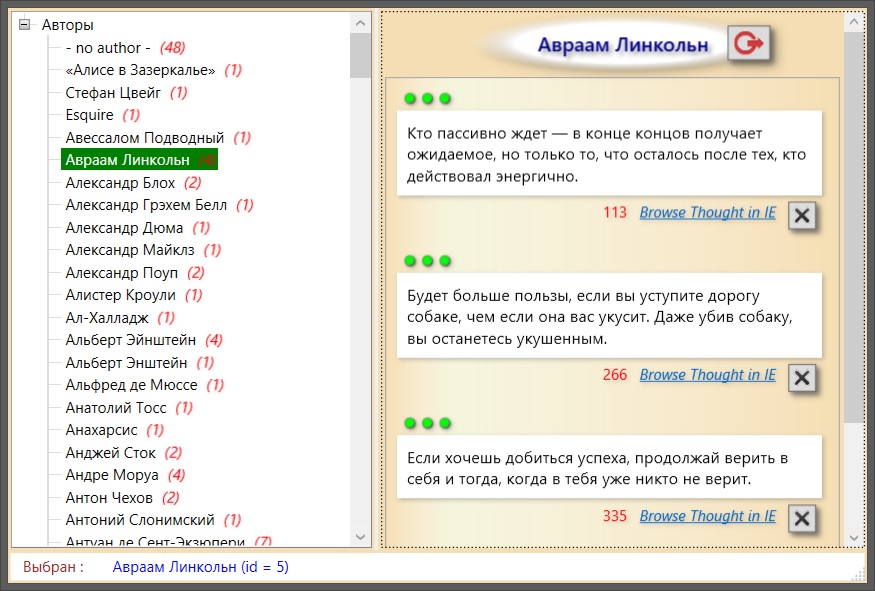 Авторы
- no author - (48)
«Алисе в Зазеркалье» (1)
Стефан Цвейг (1)
Esquire (1)
Авессалом Подводный (1)
Авраам Линкольн (4)
Александр Блох (2)
Александр Грэхем Белл (1)
Александр Дюма (1)
Александр Майклз (1)
Александр Поуп (2)
Алистер Кроули (1)
Ал-Халладж (1)
Альберт Эйнштейн (4)
Альберт Энштейн (1)
Альфред де Мюссе (1)
Анатолий Тосс (1)
Анахарсис (1)
Анджей Сток (2)
Андре Моруа (4)
Антон Чехов (2)
Антоний Слонимский (1)
Антуан де Сент-Экзюпери (7)
Авраам Линкольн
Кто пассивно ждет — в конце концов получает
ожидаемое, но только то, что осталось после тех, кто
действовал энергично.
113 Browse Thought in IE
Будет больше пользы, если вы уступите дорогу
собаке, чем если она вас укусит. Даже убив собаку,
вы останетесь укушенным.
266 Browse Thought in IE
Если хочешь добиться успеха, продолжай верить в
себя и тогда, когда в тебя уже никто не верит.
335 Browse Thought in IE
Выбран : Авраам Линкольн (id = 5)